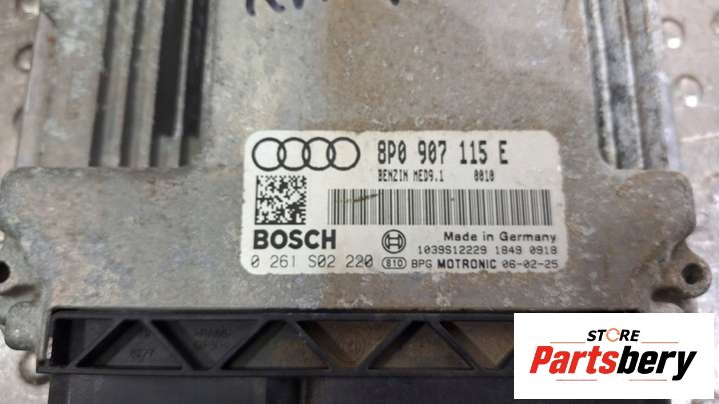 8P0 907 115 E
BENZIN MED9.1 0010
BOSCH
Made in Germany
1039S12229 1849 0918
0 261 S02 220 B10 BPG MOTRONIC 06-02-25
STORE
Partsbery